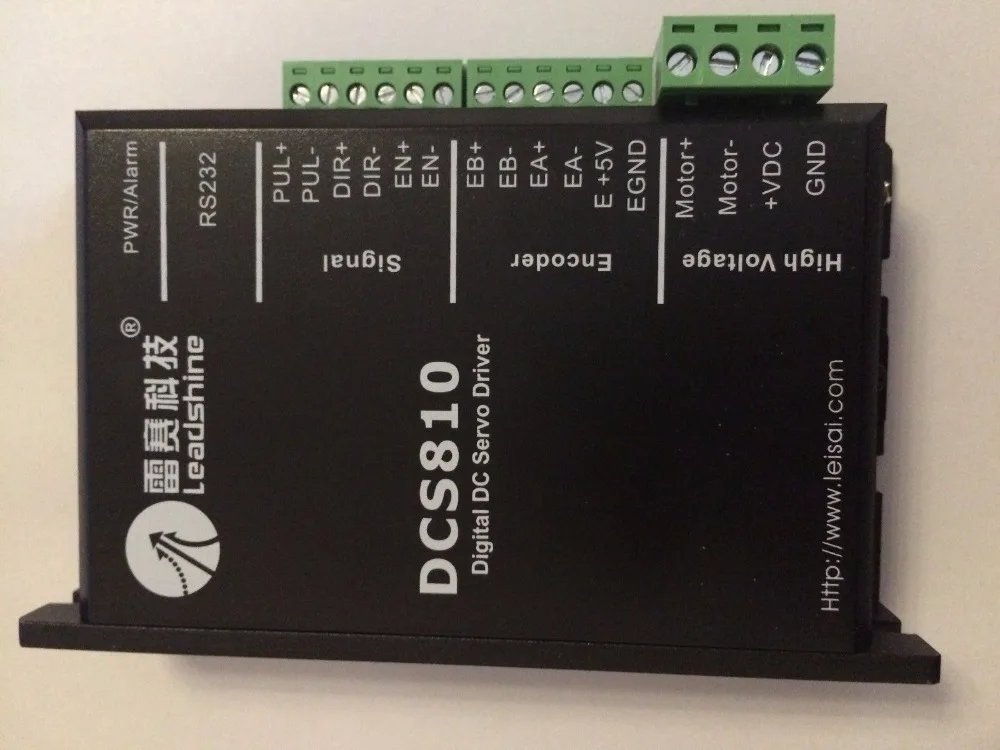 PWR/Alarm
RS232
PUL+
PUL-
DIR+
DIR-
EN+
EN-
Signal
EB+
EB-
EA+
EA-
E +5V
EGND
Encoder
Motor+
Motor-
+VDC
GND
High Voltage
雷赛科技®
Leadshine
DCS810
Digital DC Servo Driver
Http://www.leisai.com